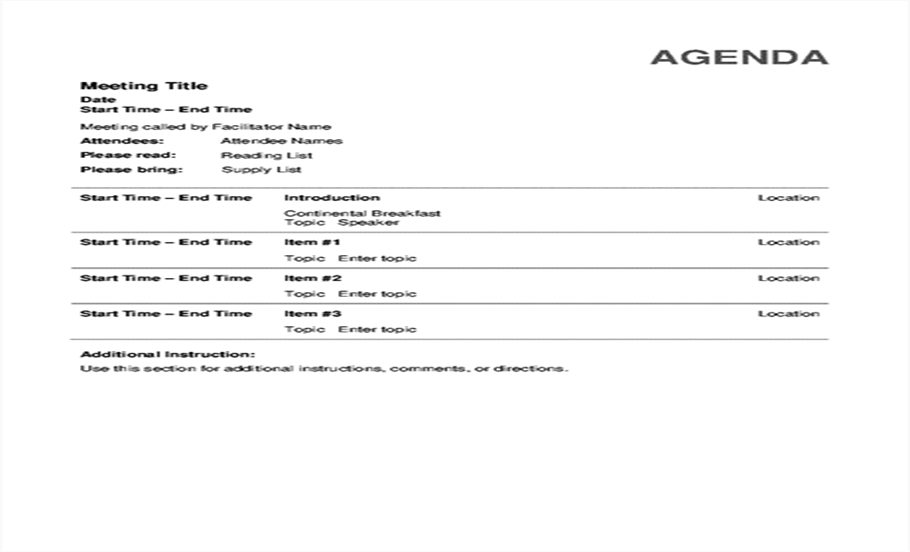 AGENDA
Meeting Title
Date
Start Time – End Time
Meeting called by Facilitator Name
Attendees: Attendee Names
Please read: Reading List
Please bring: Supply List
Start Time – End Time Introduction Location
Continental Breakfast
Topic Speaker
Start Time – End Time Item #1 Location
Topic Enter topic
Start Time – End Time Item #2 Location
Topic Enter topic
Start Time – End Time Item #3 Location
Topic Enter topic
Additional Instruction:
Use this section for additional instructions, comments, or directions.